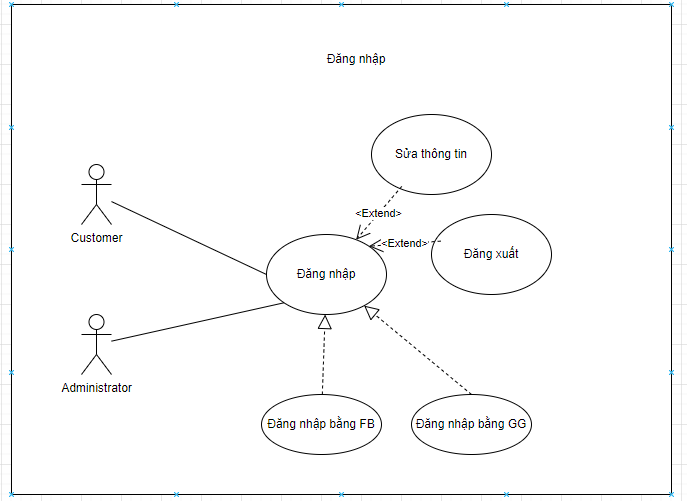 Đăng nhập
Sửa thông tin
<Extend>
Customer
<Extend>
Đăng xuất
Đăng nhập
Administrator
Đăng nhập bằng FB
Đăng nhập bằng GG